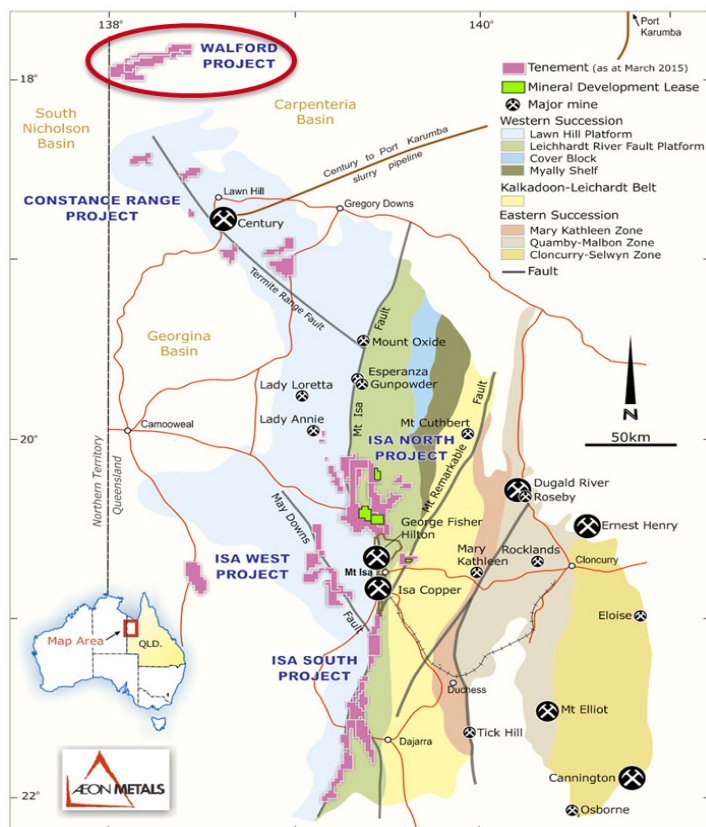 138°
140°
Port
Karumba
WALFORD
PROJECT
18°
South
Nicholson
Basin
Carpenteria
Basin
Century to Port Karumba
slurry pipeline
Tenement (as at March 2015)
Mineral Development Lease
Major mine
Western Succession
Lawn Hill Platform
Leichhardt River Fault Platform
Cover Block
Myally Shelf
Kalkadoon-Leichardt Belt
Eastern Succession
Mary Kathleen Zone
Quamby-Malbon Zone
Cloncurry-Selwyn Zone
Fault
CONSTANCE RANGE
PROJECT
Lawn Hill
Gregory Downs
Century
Termite Range Fault
Georgina
Basin
Mount Oxide
Fault
Mt Isa
Esperanza
Gunpowder
Lady Loretta
Lady Annie
Mt Cuthbert
Fault
Mt Remarkable
N
50km
20°
Camooweal
Northern Territory
Queensland
ISA NORTH
PROJECT
Dugald River
Roseby
Ernest Henry
May Downs
Fault
George Fisher
Hilton
ISA WEST
PROJECT
Mt Isa
Mary
Kathleen
Rocklands
Cloncurry
Isa Copper
Eloise
Map Area
QLD.
ISA SOUTH
PROJECT
Duchess
Mt Elliot
Dajarra
Tick Hill
Cannington
Osborne
AEON METALS
22°